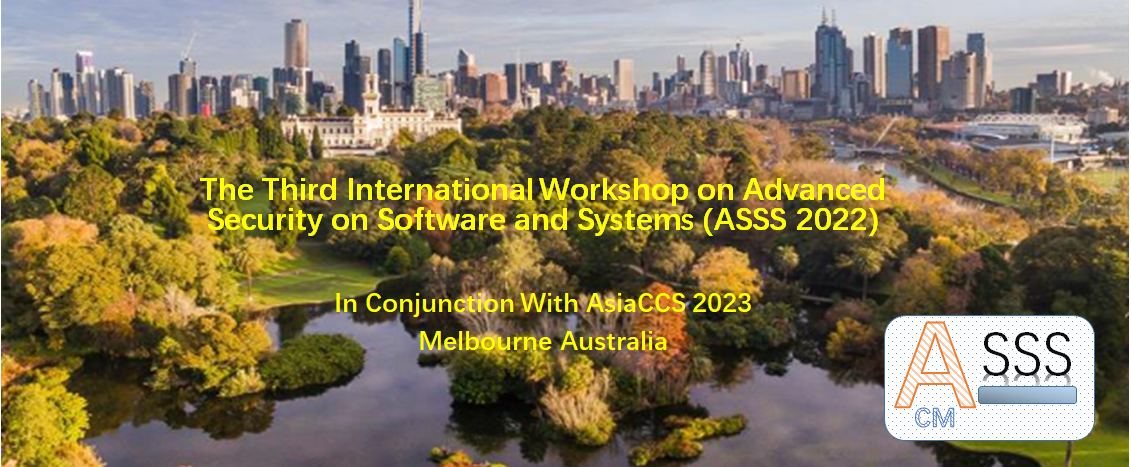 The Third International Workshop on Advanced
Security on Software and Systems (ASSS 2022)
In Conjunction With AsiaCCS 2023
Melbourne Australia
A SSS
CM